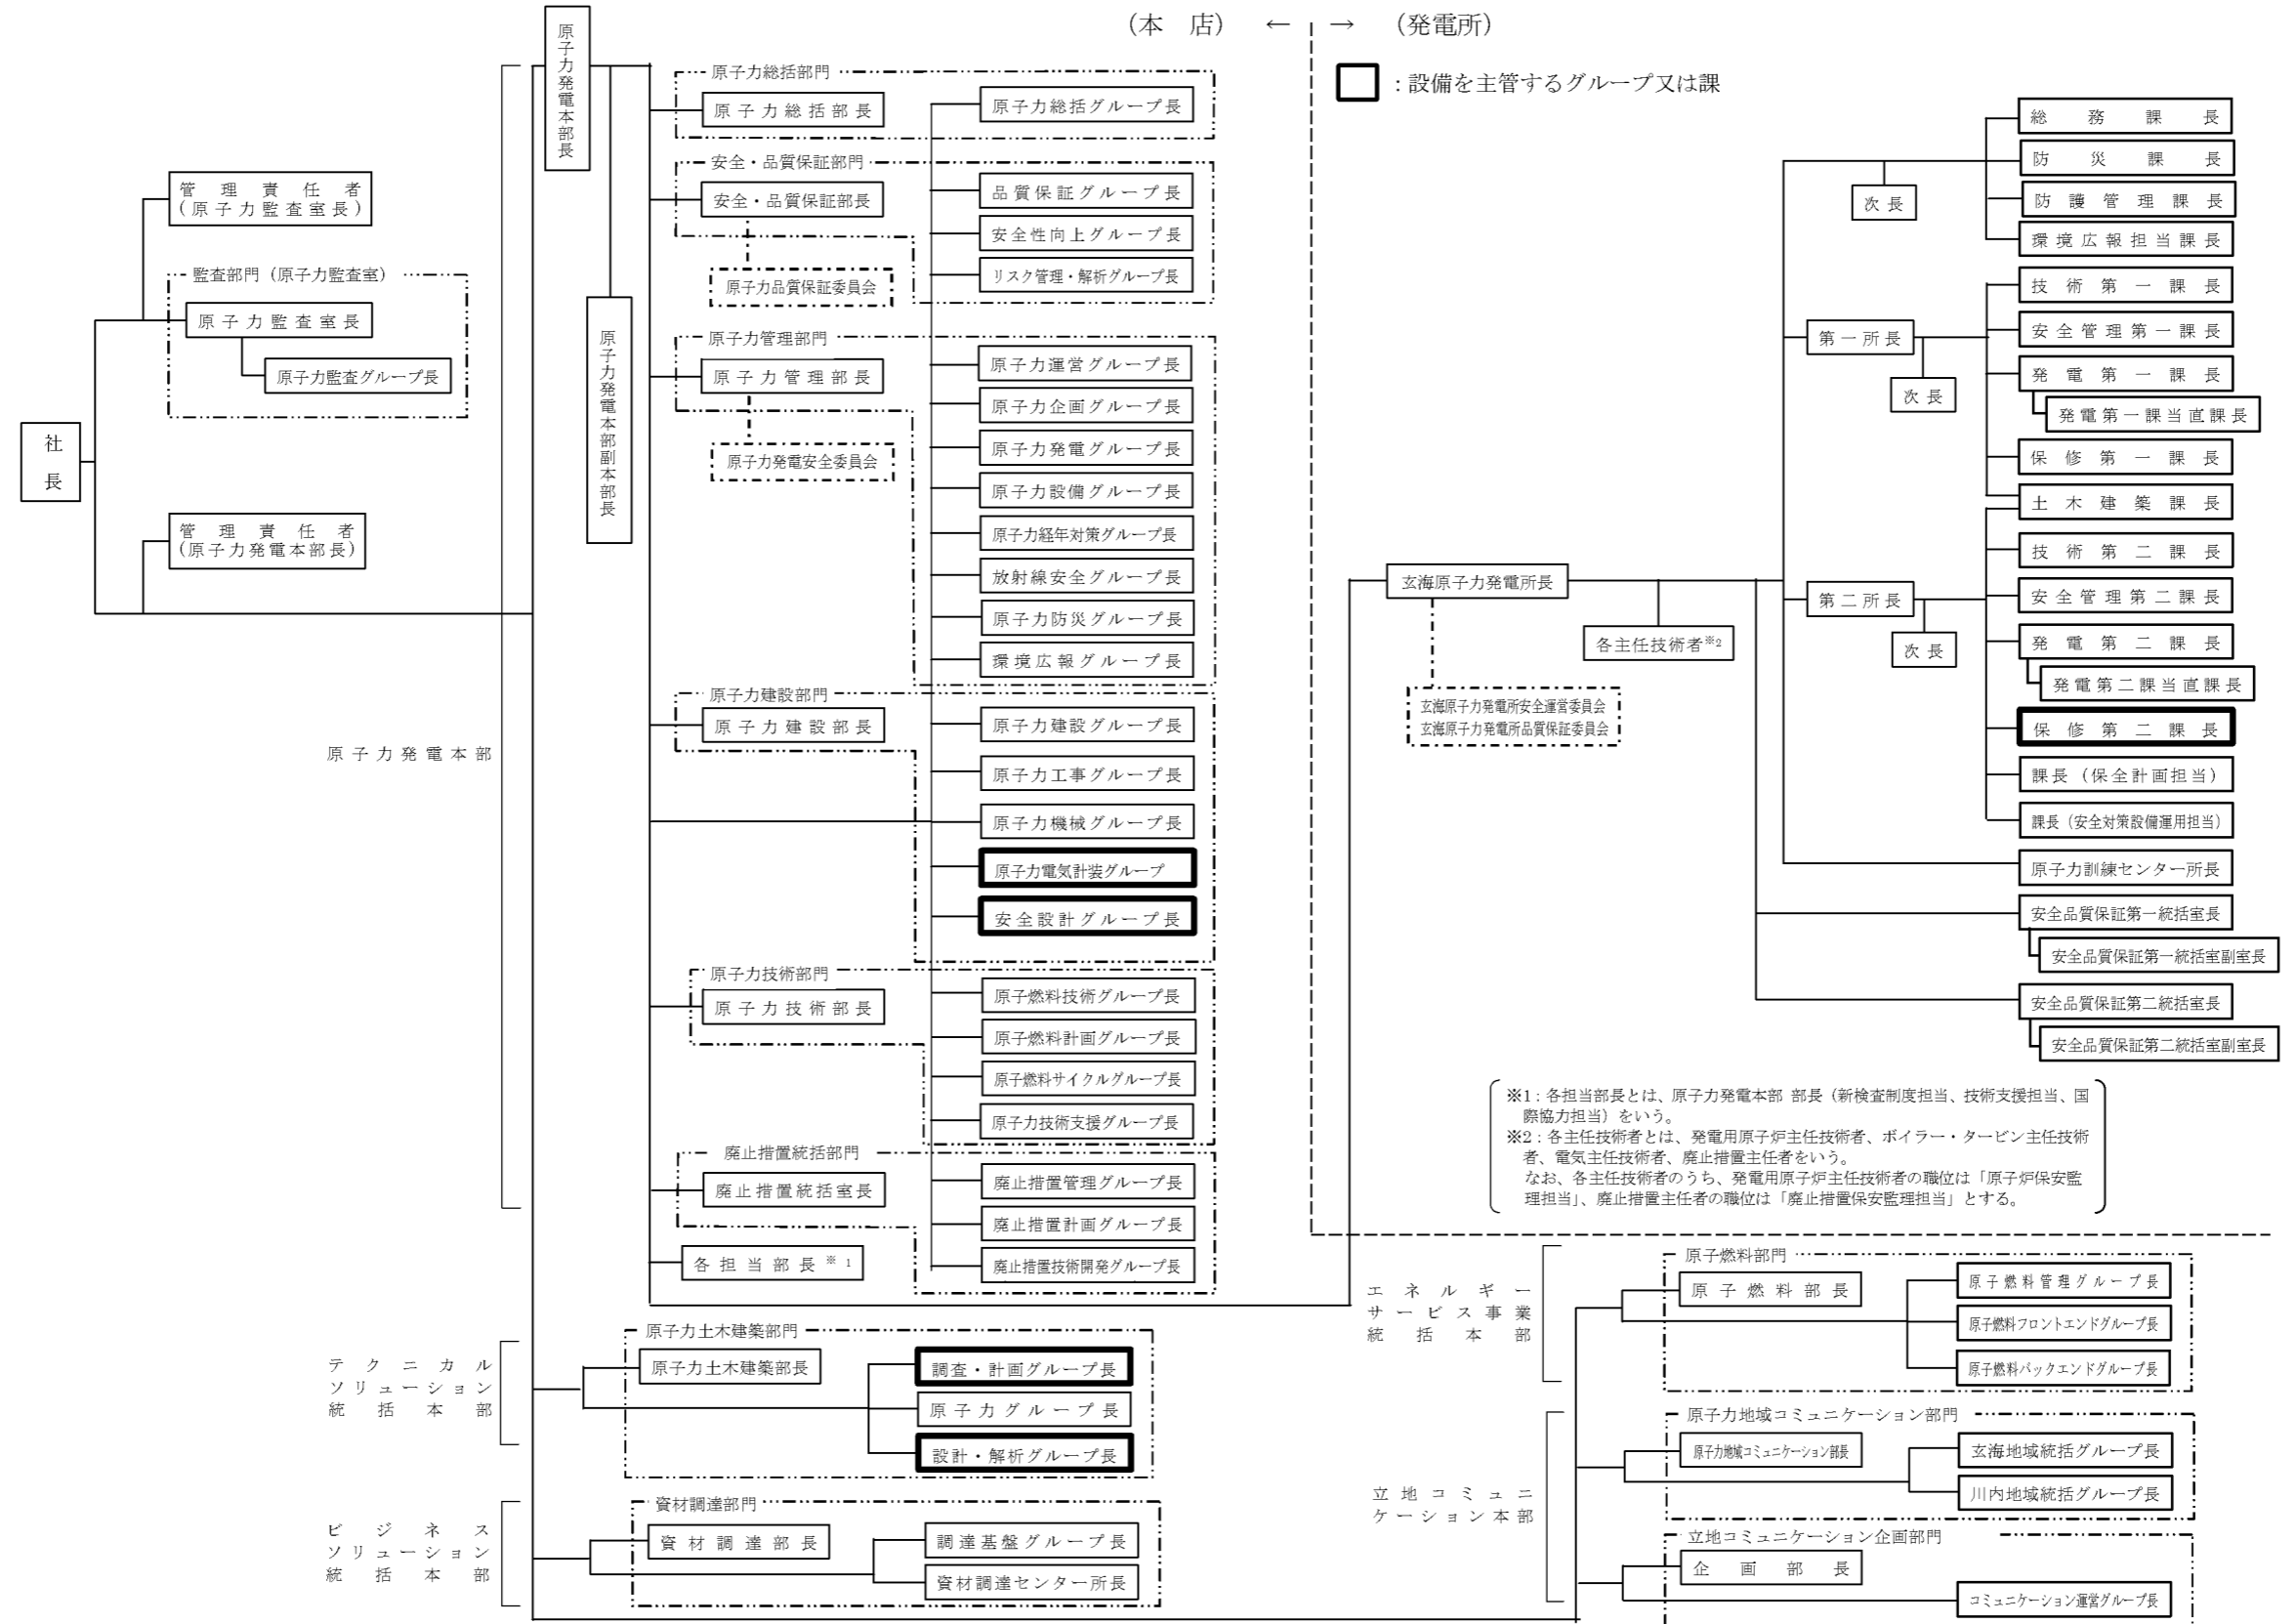 (本　店)　←　→　(発電所)
：設備を主管するグループ又は課
社長
管理責任者
(原子力監査室長)
監査部門（原子力監査室）
原子力監査室長
原子力監査グループ長
管理責任者
(原子力発電本部長)
原子力発電本部
原子力発電本部長
原子力発電本部副本部長
原子力総括部門
原子力総括部長
原子力総括グループ長
安全・品質保証部門
安全・品質保証部長
原子力品質保証委員会
品質保証グループ長
安全性向上グループ長
リスク管理・解析グループ長
原子力管理部門
原子力管理部長
原子力発電安全委員会
原子力運営グループ長
原子力企画グループ長
原子力発電グループ長
原子力設備グループ長
原子力経年対策グループ長
放射線安全グループ長
原子力防災グループ長
環境広報グループ長
原子力建設部門
原子力建設部長
原子力建設グループ長
原子力工事グループ長
原子力機械グループ長
原子力電気計装グループ
安全設計グループ長
原子力技術部門
原子力技術部長
原子燃料技術グループ長
原子燃料計画グループ長
原子燃料サイクルグループ長
原子力技術支援グループ長
廃止措置統括部門
廃止措置統括室長
廃止措置管理グループ長
廃止措置計画グループ長
廃止措置技術開発グループ長
各担当部長※1
玄海原子力発電所長
各主任技術者※2
玄海原子力発電所安全運営委員会
玄海原子力発電所品質保証委員会
次長
総務課長
防災課長
防護管理課長
環境広報担当課長
第一所長
次長
技術第一課長
安全管理第一課長
発電第一課長
発電第一課当直課長
保修第一課長
土木建築課長
第二所長
次長
技術第二課長
安全管理第二課長
発電第二課長
発電第二課当直課長
保修第二課長
課長（保全計画担当）
課長（安全対策設備運用担当）
原子力訓練センター所長
安全品質保証第一統括室長
安全品質保証第一統括室副室長
安全品質保証第二統括室長
安全品質保証第二統括室副室長
※1：各担当部長とは、原子力発電本部 部長（新検査制度担当、技術支援担当、国
際協力担当）をいう。
※2：各主任技術者とは、発電用原子炉主任技術者、ボイラー・タービン主任技術
者、電気主任技術者、廃止措置主任者をいう。
なお、各主任技術者のうち、発電用原子炉主任技術者の職位は「原子炉保安監
理担当」、廃止措置主任者の職位は「廃止措置保安監理担当」とする。
テクニカル
ソリューション
統括本部
原子力土木建築部門
原子力土木建築部長
調査・計画グループ長
原子力グループ長
設計・解析グループ長
ビジネス
ソリューション
統括本部
資材調達部門
資材調達部長
調達基盤グループ長
資材調達センター所長
エネルギー
サービス事業
統括本部
原子燃料部門
原子燃料部長
原子燃料管理グループ長
原子燃料フロントエンドグループ長
原子燃料バックエンドグループ長
立地コミュニ
ケーション本部
原子力地域コミュニケーション部門
原子力地域コミュニケーション部長
玄海地域統括グループ長
川内地域統括グループ長
立地コミュニケーション企画部門
企画部長
コミュニケーション運営グループ長